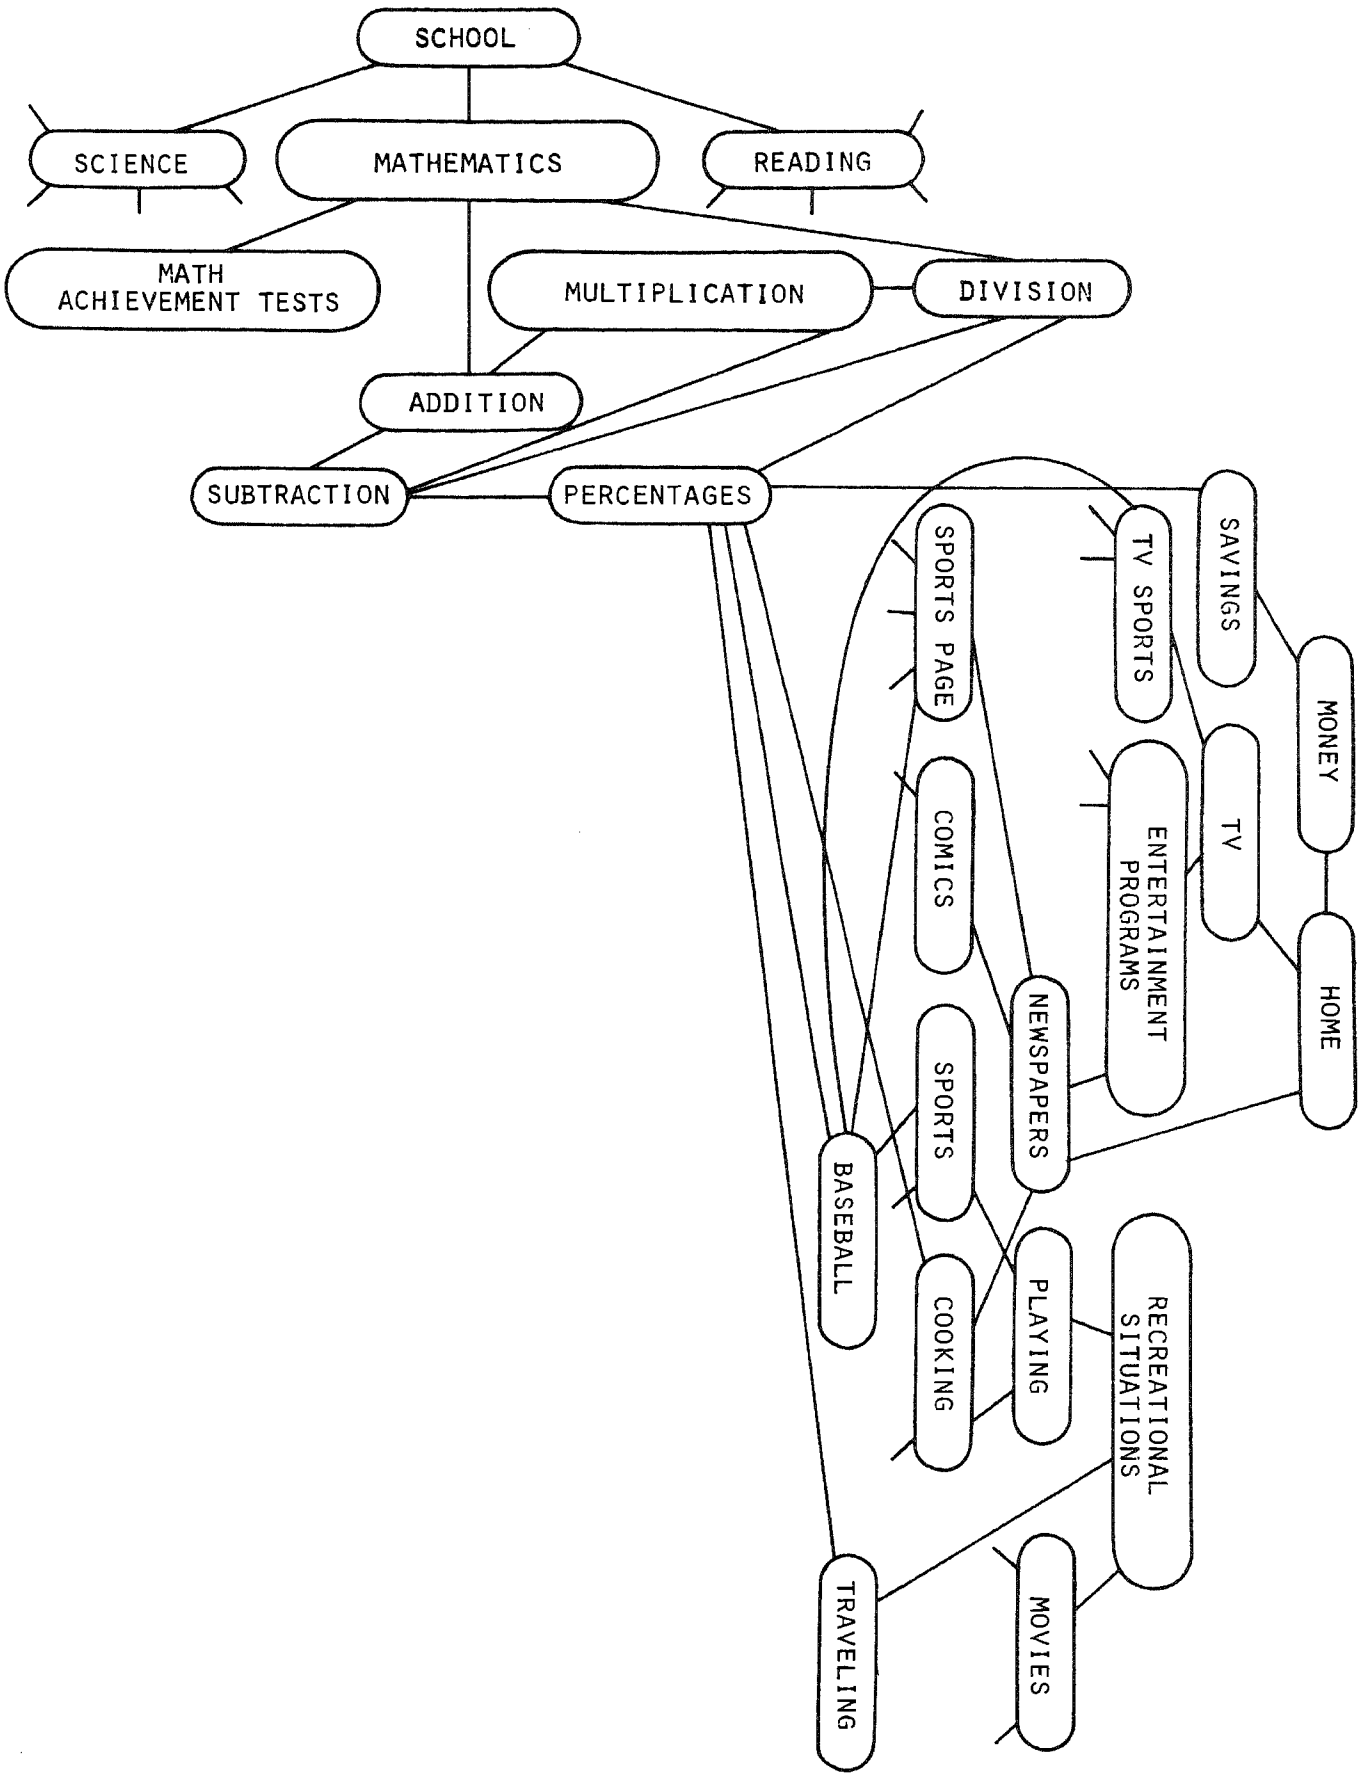 SCHOOL
SCIENCE
MATHEMATICS
READING
MATH
ACHIEVEMENT TESTS
MULTIPLICATION
DIVISION
ADDITION
SUBTRACTION
PERCENTAGES
SAVINGS
TV SPORTS
SPORTS PAGE
MONEY
TV
ENTERTAINMENT
PROGRAMS
COMICS
HOME
NEWSPAPERS
SPORTS
BASEBALL
RECREATIONAL
SITUATIONS
PLAYING
COOKING
MOVIES
TRAVELING